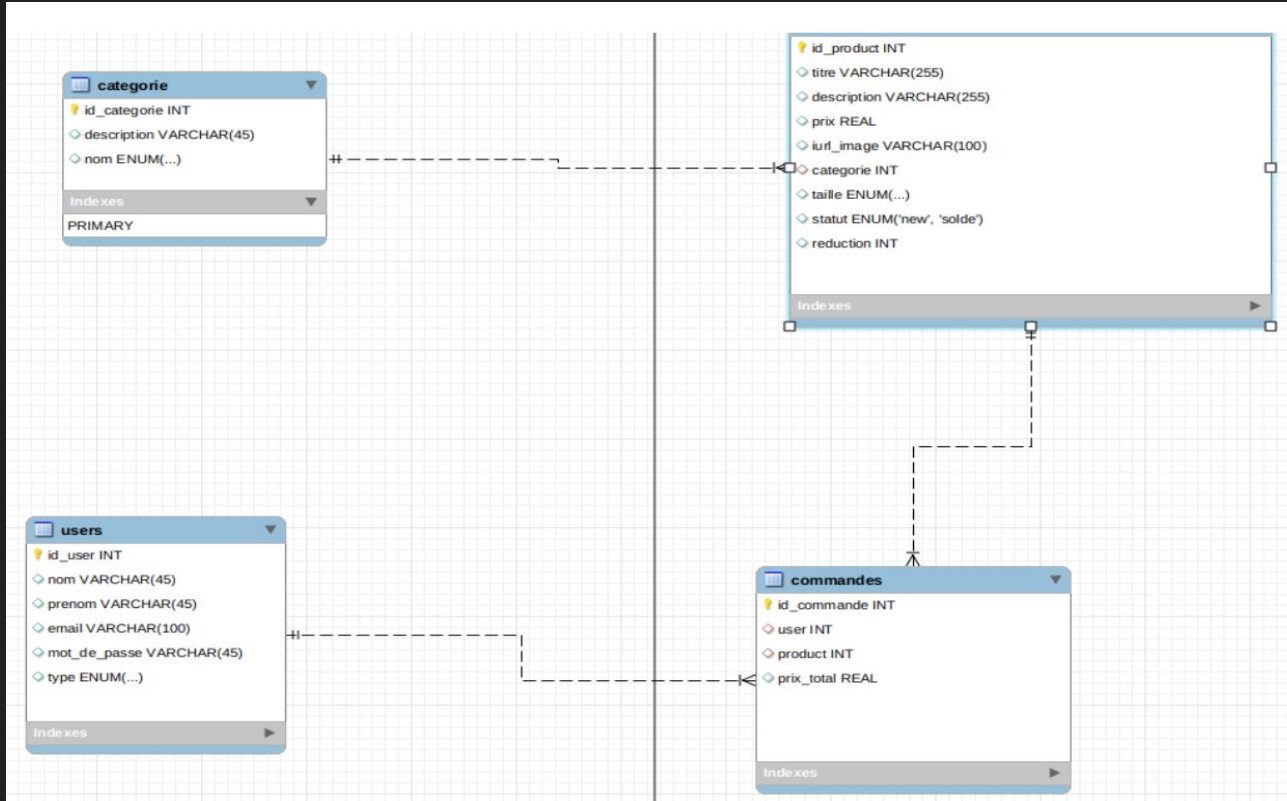 categorie
id_categorie INT
description VARCHAR(45)
nom ENUM(...)
Indexes
PRIMARY
id_product INT
titre VARCHAR(255)
description VARCHAR(255)
prix REAL
iurl_image VARCHAR(100)
categorie INT
taille ENUM(...)
statut ENUM('new', 'solde')
reduction INT
Indexes
users
id_user INT
nom VARCHAR(45)
prenom VARCHAR(45)
email VARCHAR(100)
mot_de_passe VARCHAR(45)
type ENUM(...)
Indexes
commandes
id_commande INT
user INT
product INT
prix_total REAL
Indexes